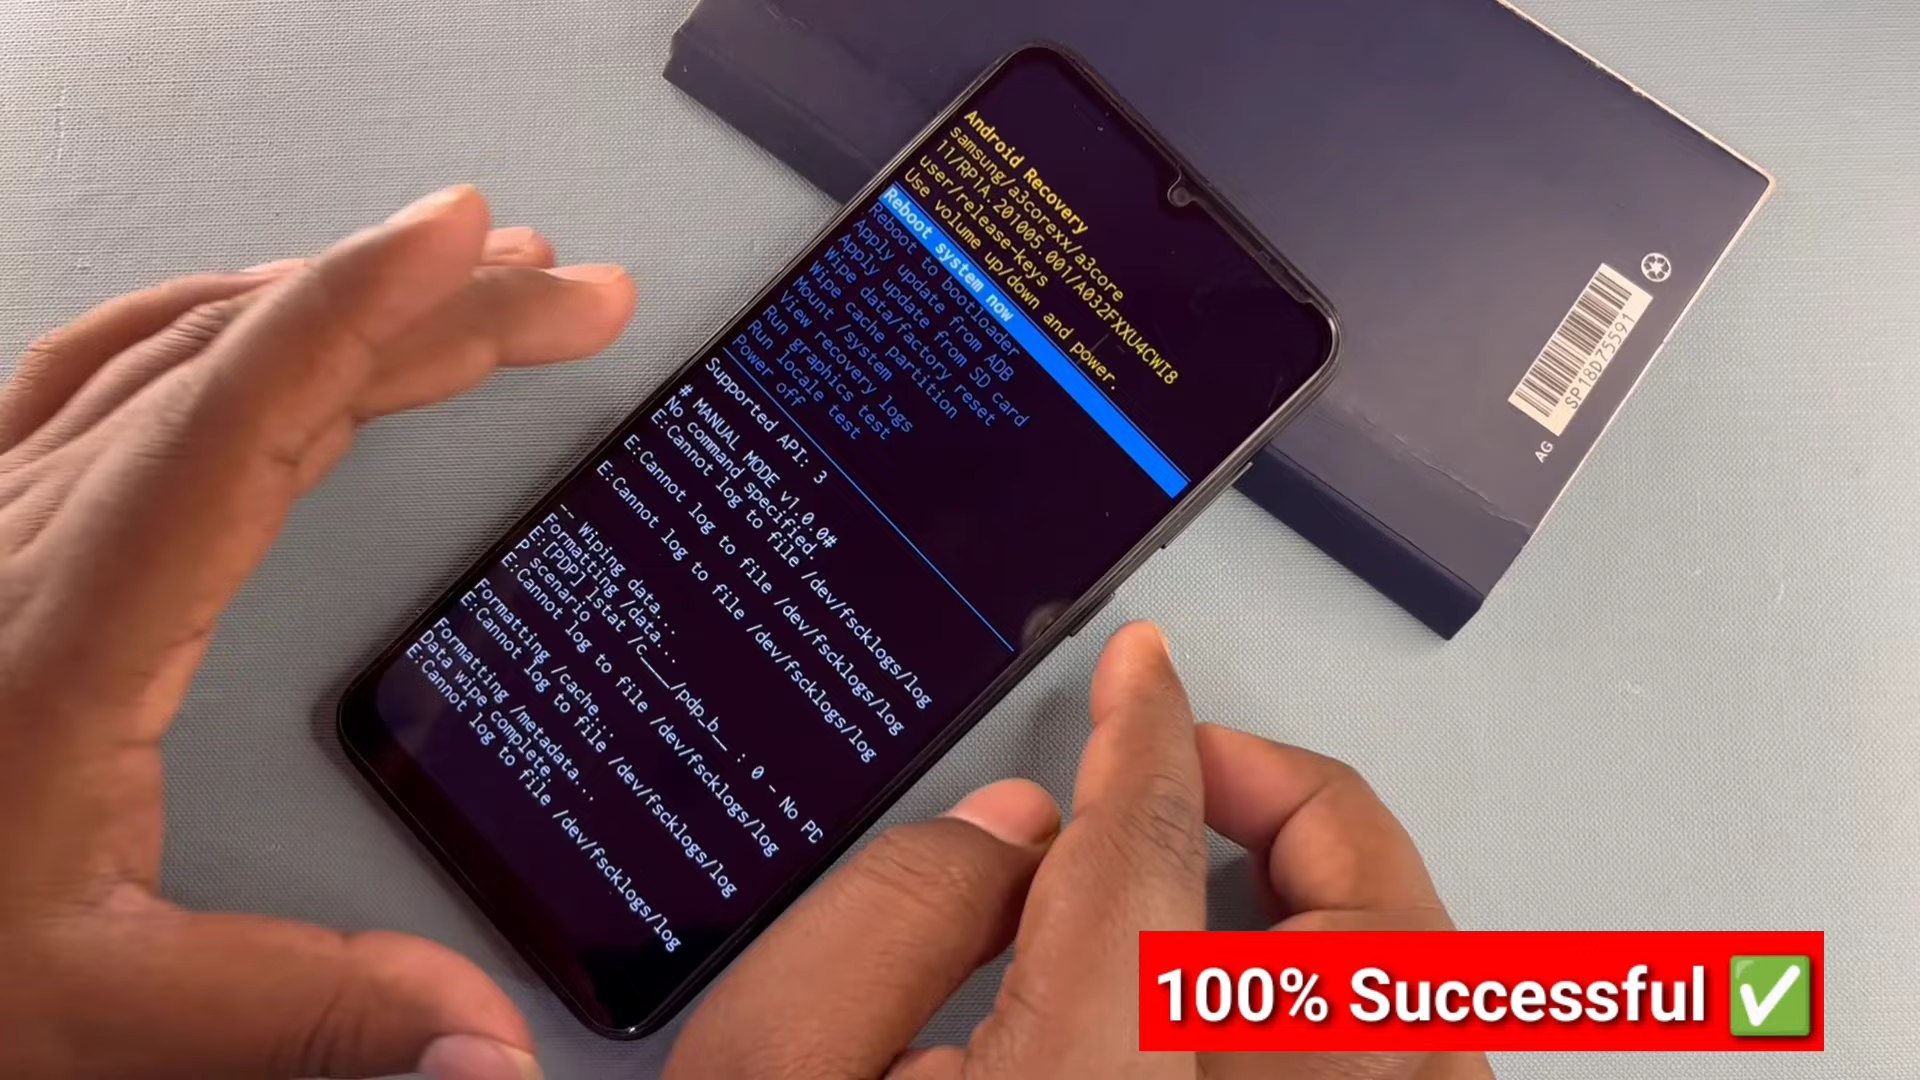 Android Recovery
samsung/a3corexx/a3core
11/RP1A.201005.001/A032FXXU4CWI8
user/release-keys
Use volume up/down and power.
Reboot system now
Reboot to bootloader
Apply update from ADB
Apply update from SD card
Wipe data/factory reset
Wipe cache partition
Mount /system
View recovery logs
Run graphics test
Run locale test
Power off
Supported API: 3
# MANUAL MODE v1.0.0#
No command specified.
E:Cannot log to file /dev/fscklogs/log
E:Cannot log to file /dev/fscklogs/log
E:Cannot log to file /dev/fscklogs/log
-- Wiping data...
Formatting /data...
E:[PDP] lstat /c____/pdp_b_ : 0 - No PD
P scenario
E:Cannot log to file /dev/fscklogs/log
Formatting /cache...
E:Cannot log to file /dev/fscklogs/log
Formatting /metadata...
Data wipe complete.
E:Cannot log to file /dev/fscklogs/log
SP18D75591
AG
100% Successful ✅